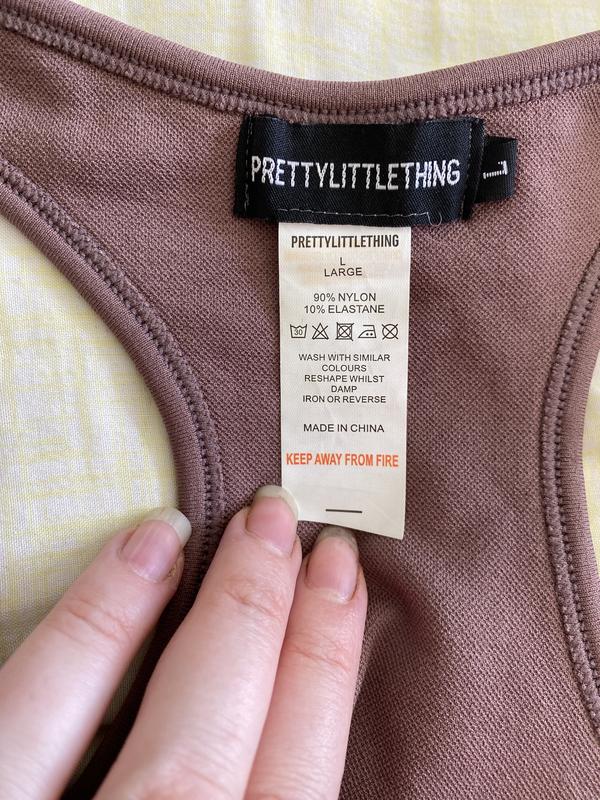 PRETTYLITTLETHING
L
PRETTYLITTLETHING
L
LARGE
90% NYLON
10% ELASTANE
30
WASH WITH SIMILAR
COLOURS
RESHAPE WHILST
DAMP
IRON OR REVERSE
MADE IN CHINA
KEEP AWAY FROM FIRE